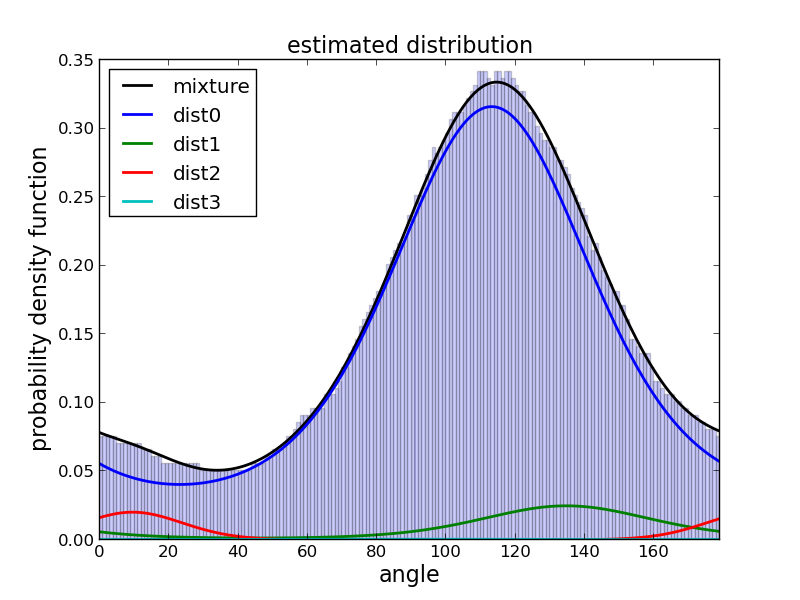 estimated distribution
0.35
0.30
0.25
0.20
0.15
0.10
0.05
0.00
probability density function
mixture
dist0
dist1
dist2
dist3
0 20 40 60 80 100 120 140 160
angle